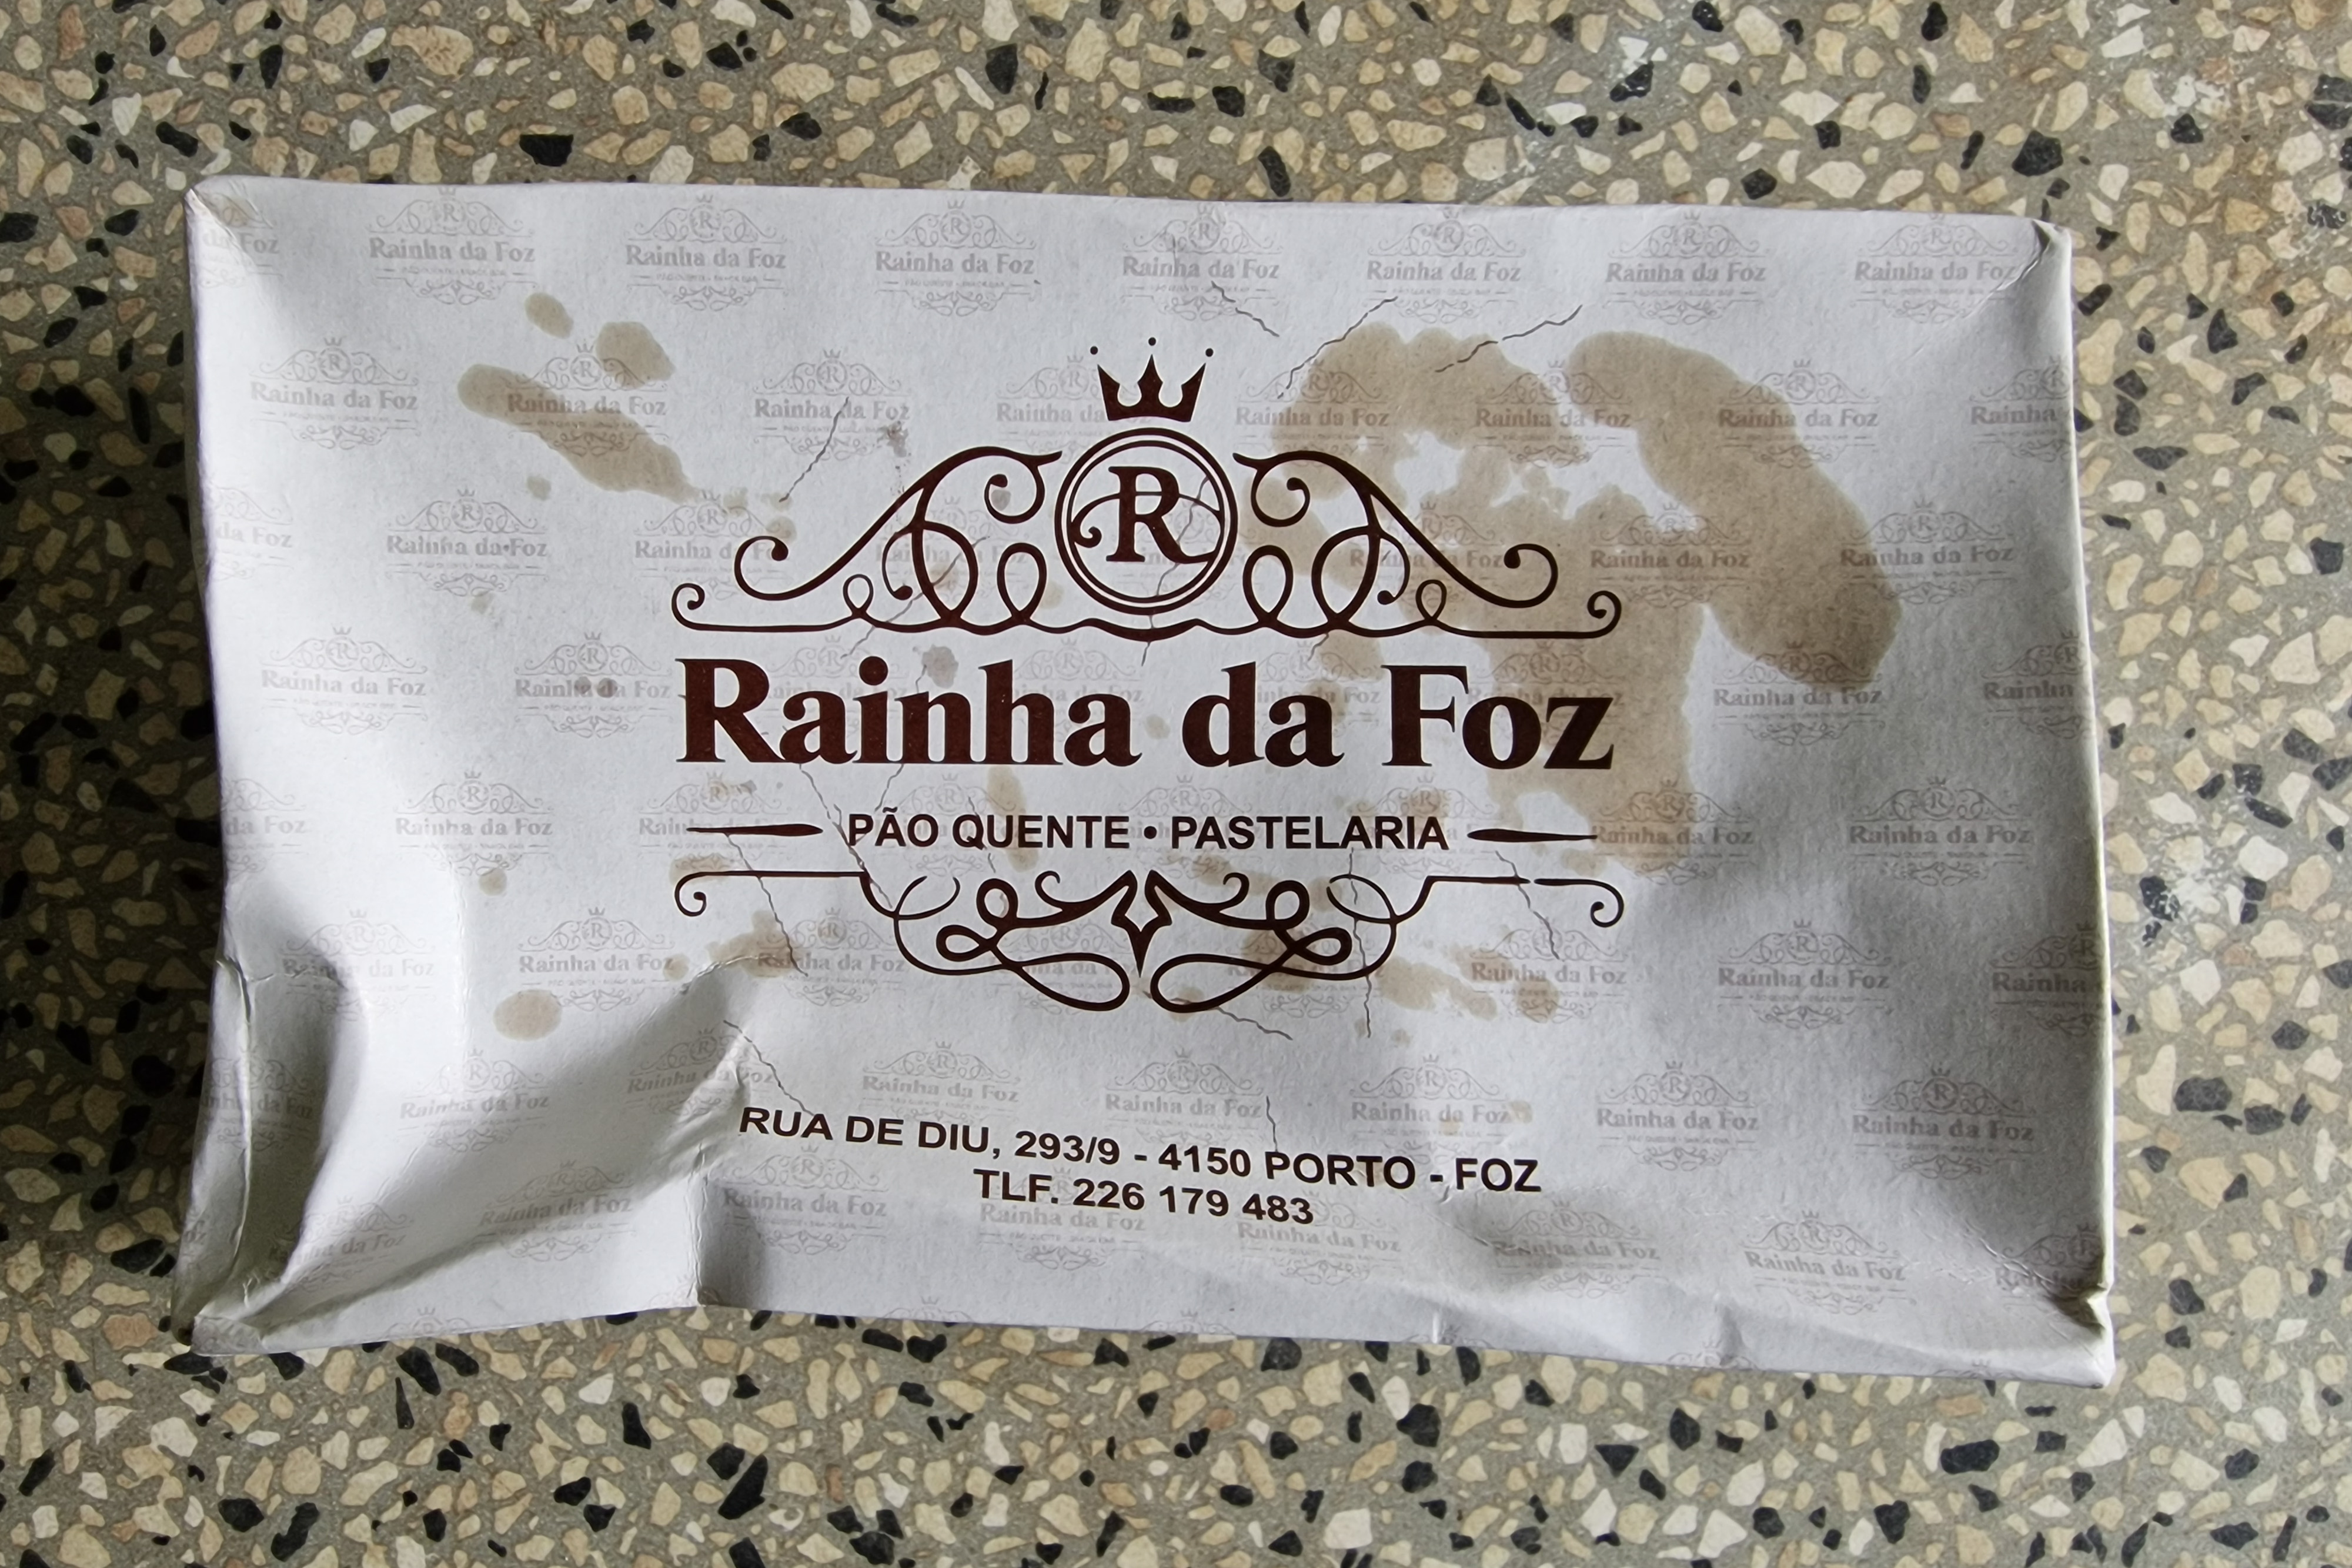 R
Rainha da Foz
PÃO QUENTE • PASTELARIA
RUA DE DIU, 293/9 - 4150 PORTO - FOZ
TLF. 226 179 483